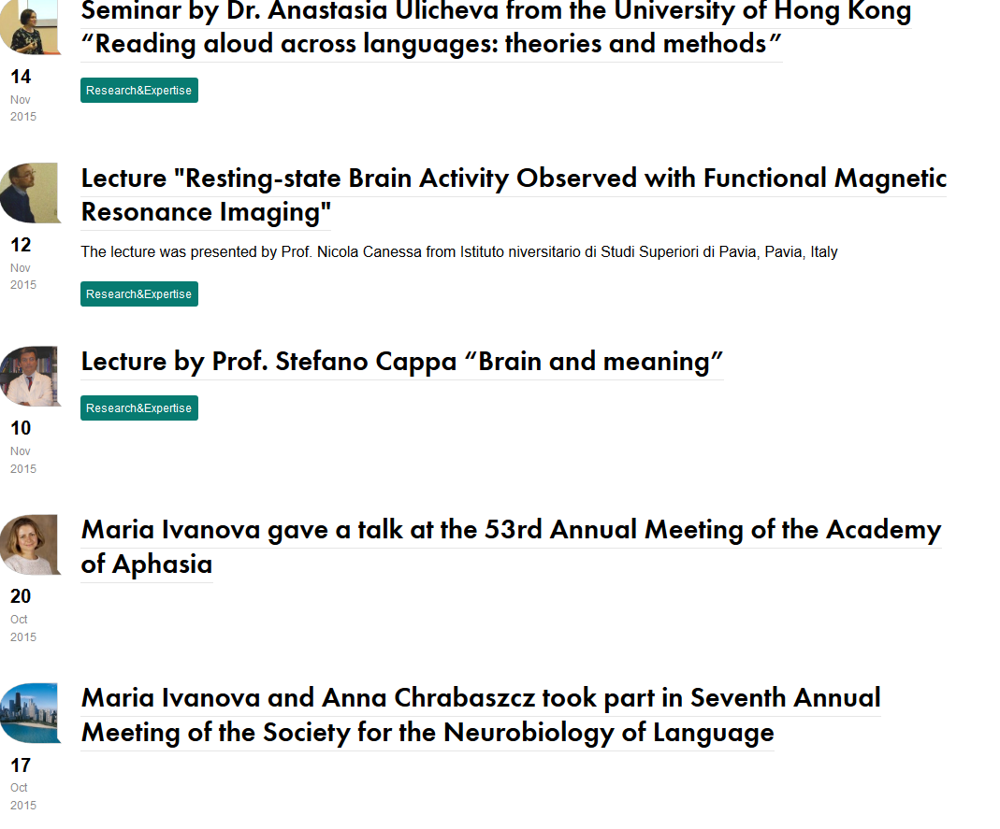 Seminar by Dr. Anastasia Ulicheva from the University of Hong Kong
“Reading aloud across languages: theories and methods”
14
Nov
2015
Research&Expertise
Lecture "Resting-state Brain Activity Observed with Functional Magnetic
Resonance Imaging"
12
Nov
2015
The lecture was presented by Prof. Nicola Canessa from Istituto niversitario di Studi Superiori di Pavia, Pavia, Italy
Research&Expertise
Lecture by Prof. Stefano Cappa “Brain and meaning”
10
Nov
2015
Research&Expertise
Maria Ivanova gave a talk at the 53rd Annual Meeting of the Academy
of Aphasia
20
Oct
2015
Maria Ivanova and Anna Chrabaszcz took part in Seventh Annual
Meeting of the Society for the Neurobiology of Language
17
Oct
2015